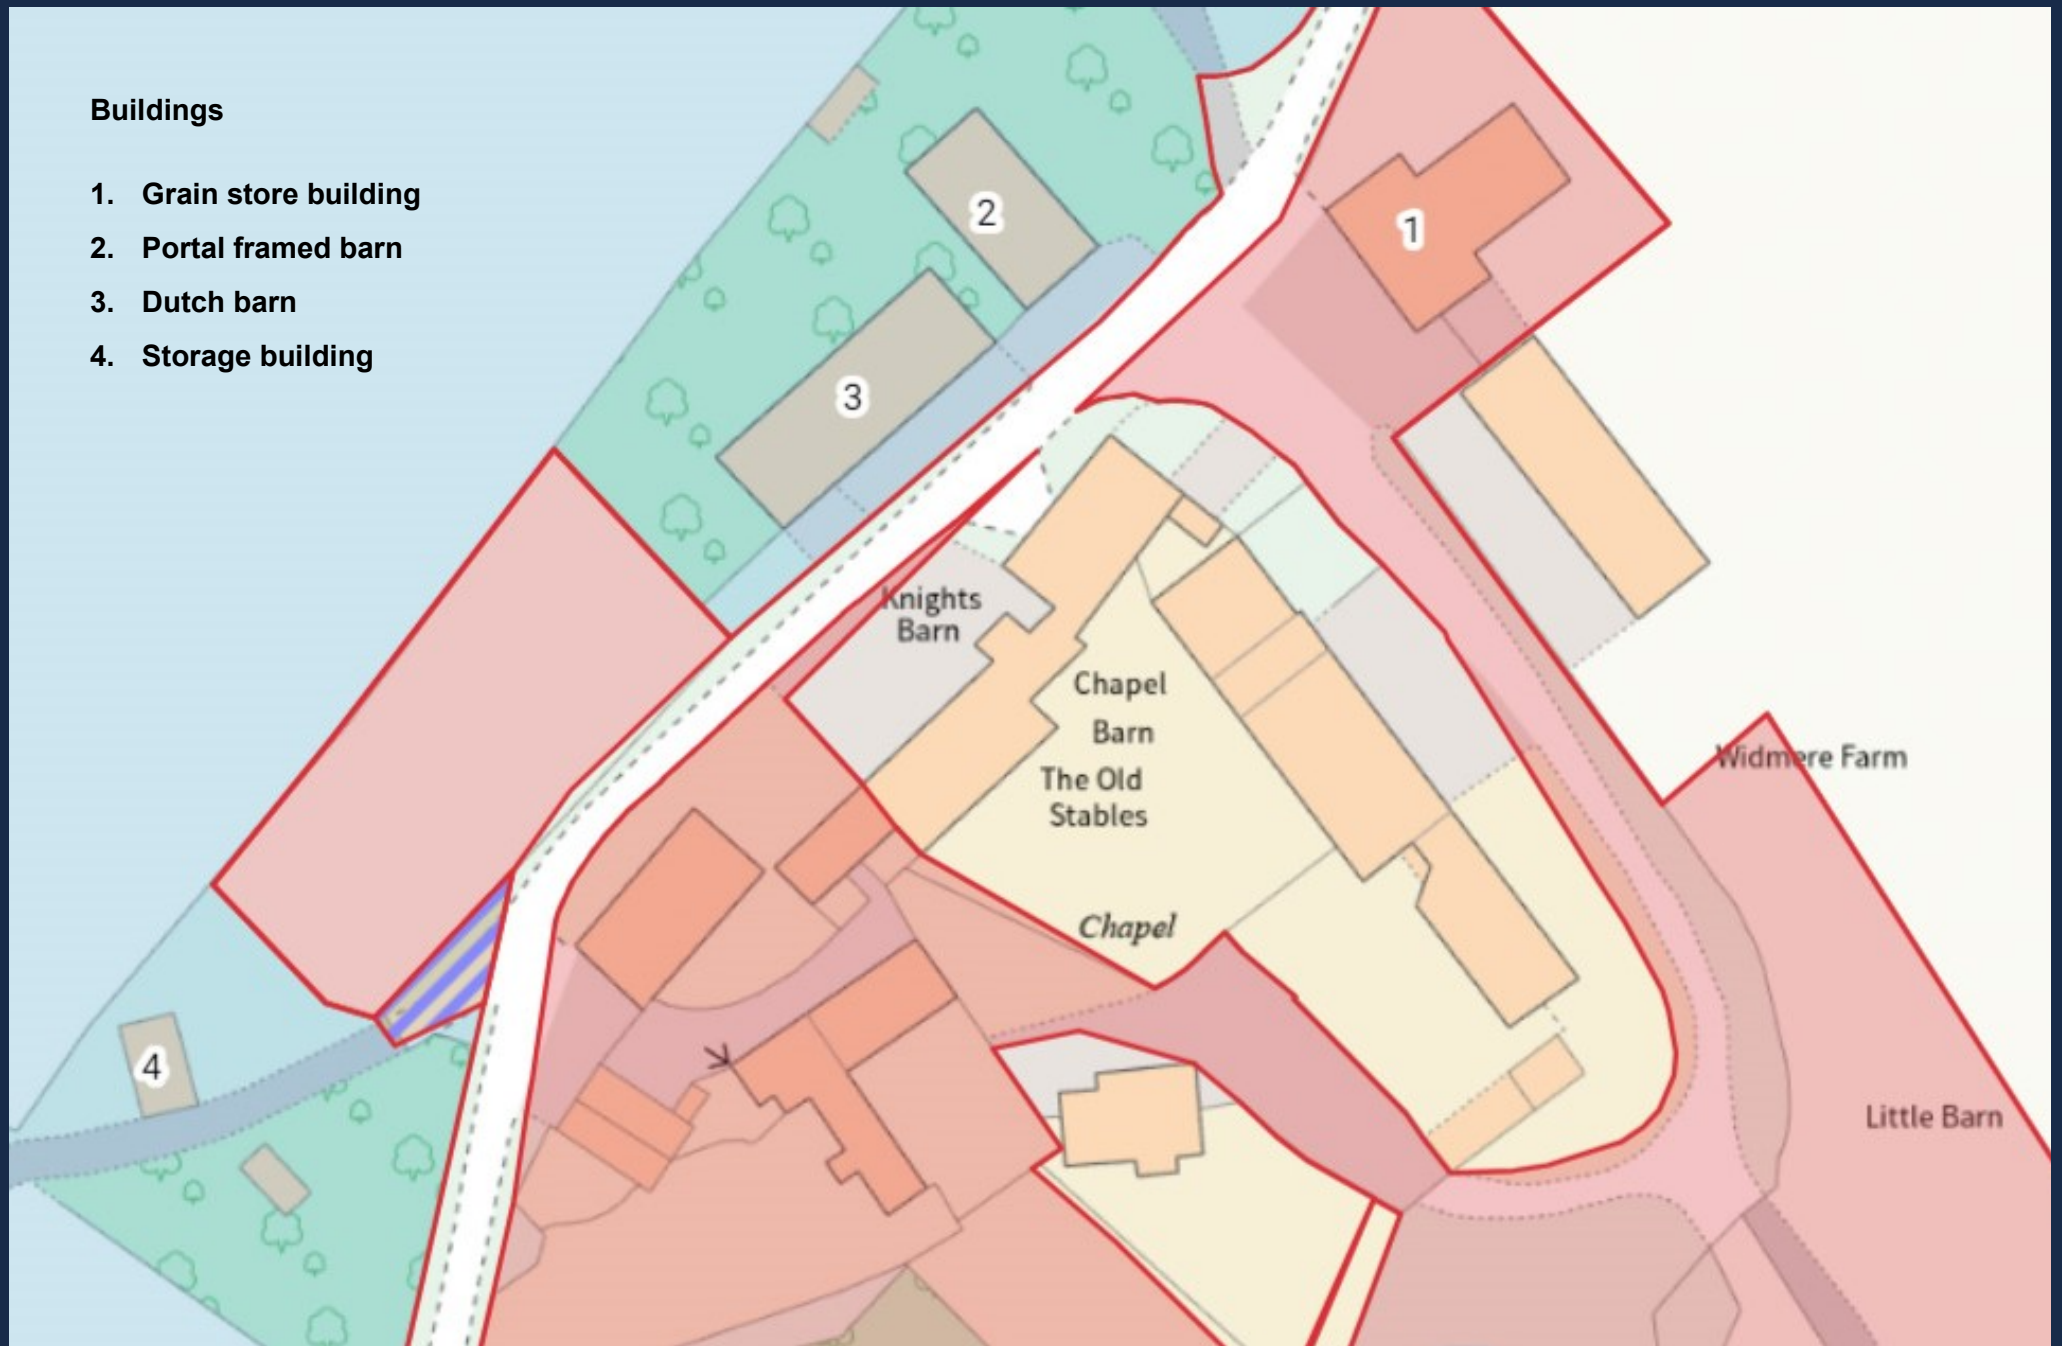 Buildings
1. Grain store building
2. Portal framed barn
3. Dutch barn
4. Storage building
2
1
3
Knights
Barn
Chapel
Barn
The Old
Stables
Widmere Farm
Chapel
4
Little Barn